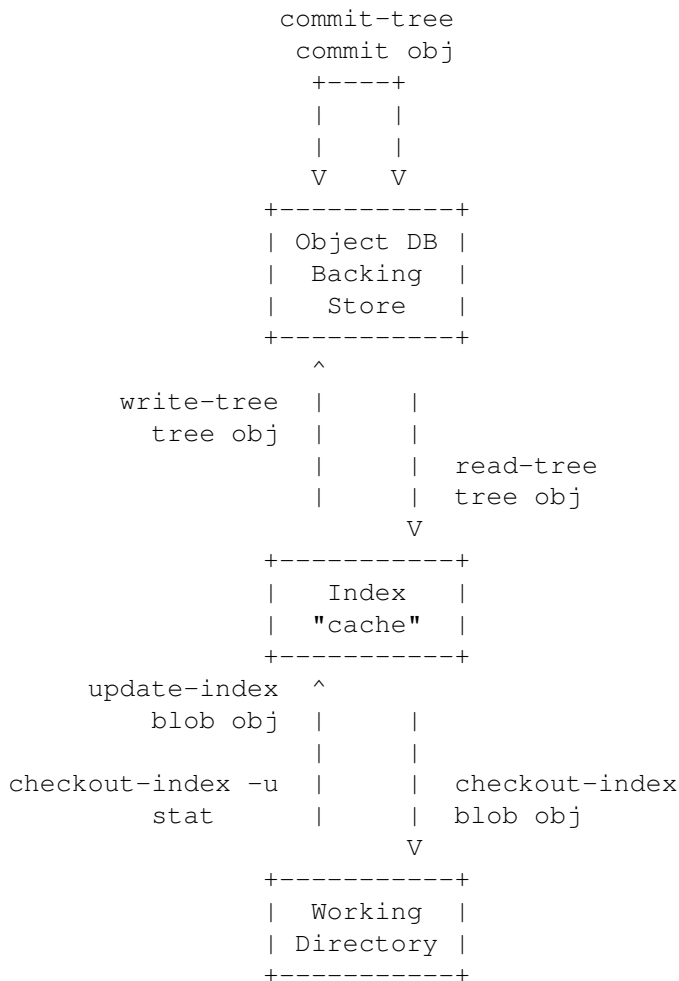 commit-tree
commit obj
+----+
|    |
|    |
V    V
+-----------+
| Object DB |
|  Backing  |
|   Store   |
+-----------+
^
write-tree  |     |
tree obj  |     |
|     |  read-tree
|     |  tree obj
V
+-----------+
|   Index   |
|  "cache"  |
+-----------+
update-index  ^
blob obj  |     |
|     |
checkout-index -u  |     |  checkout-index
stat     |     |  blob obj
V
+-----------+
|  Working  |
| Directory |
+-----------+